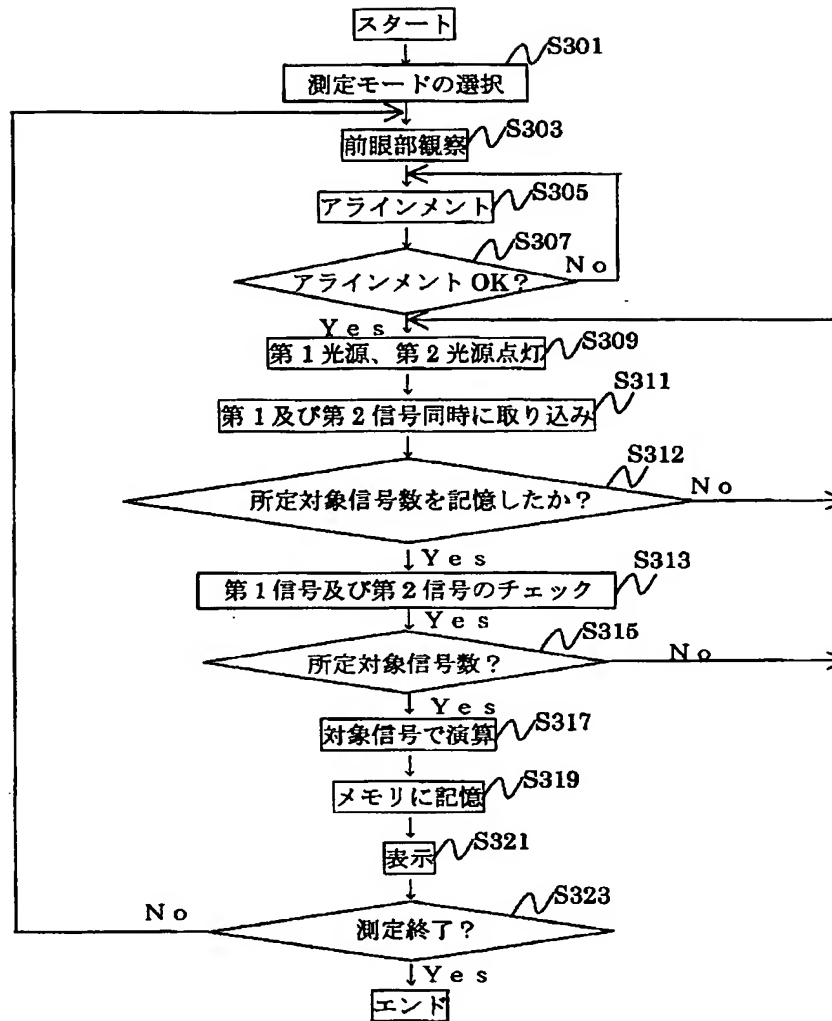 スタート
S301
測定モードの選択
S303
前眼部観察
S305
アラインメント
S307
No
アラインメントOK?
Yes
第1光源、第2光源点灯
S309
S311
第1及び第2信号同時に取り込み
S312
所定対象信号数を記憶したか?
No
Yes
第1信号及び第2信号のチェック
S313
Yes
S315
所定対象信号数?
No
Yes
対象信号で演算
S317
メモリに記憶
S319
表示
S321
S323
No
測定終了?
Yes
エンド